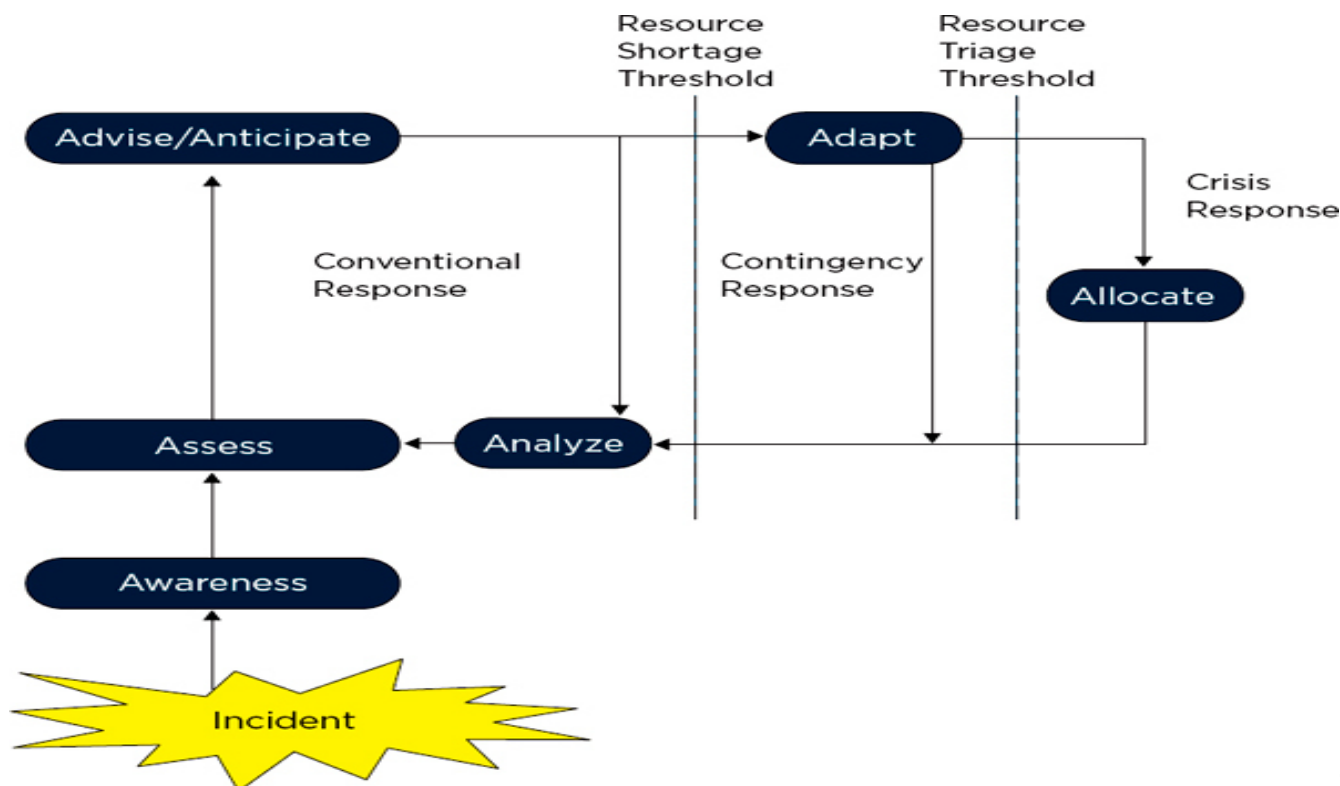 Resource
Shortage
Threshold
Resource
Triage
Threshold
Advise/Anticipate
Adapt
Crisis
Response
Conventional
Response
Contingency
Response
Allocate
Assess
Analyze
Awareness
Incident